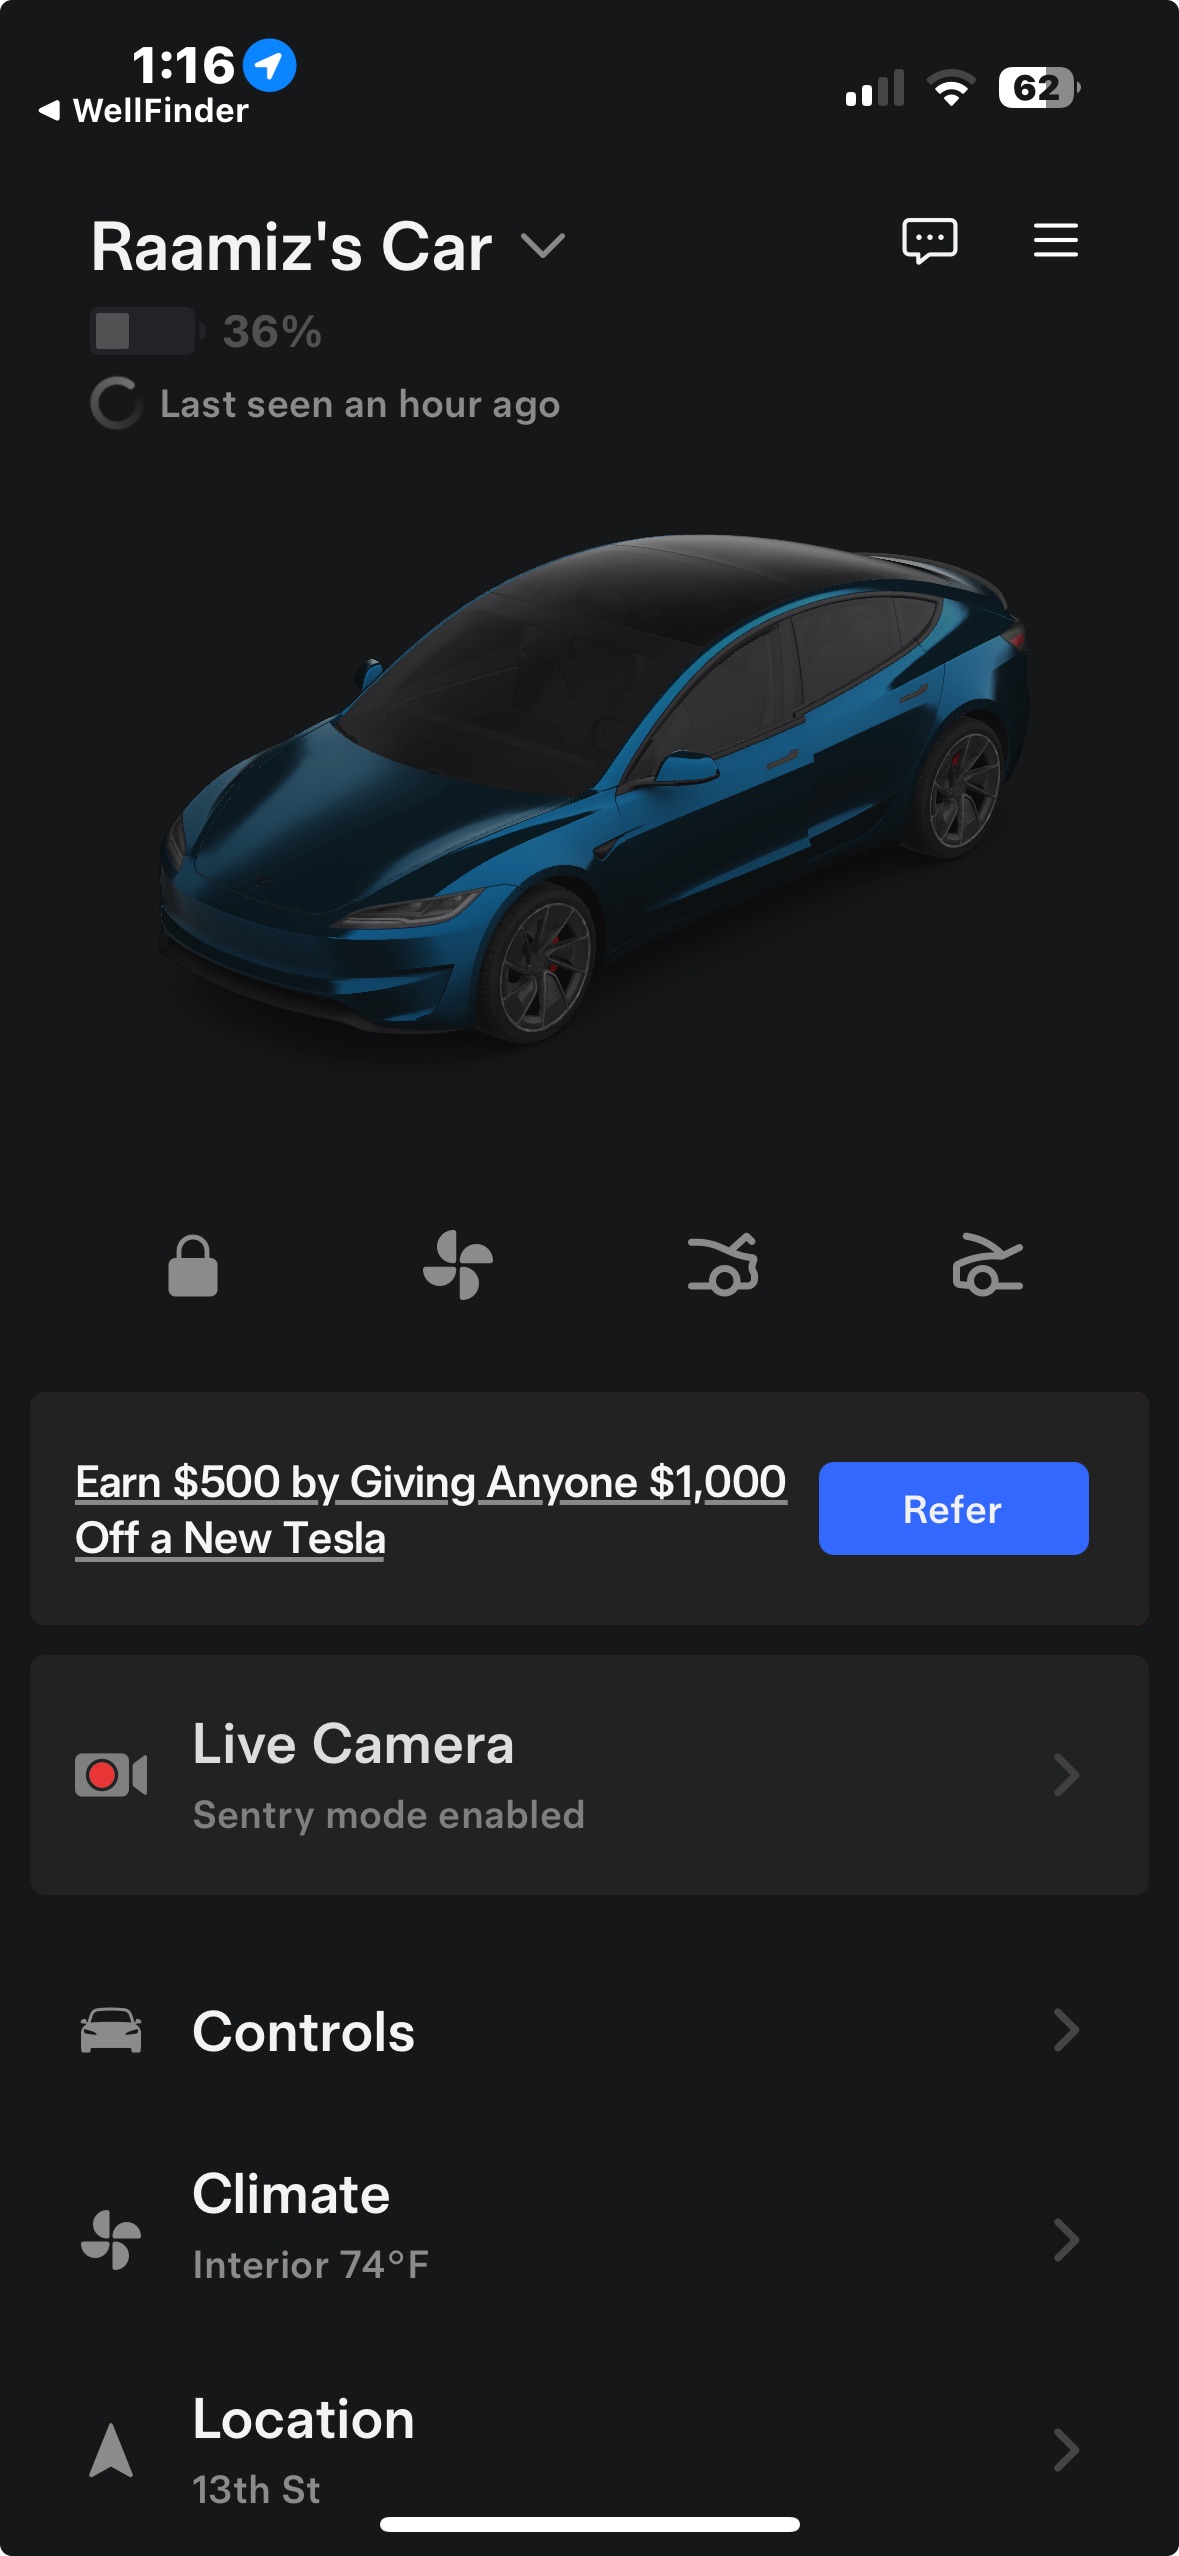 1:16
WellFinder
62
Raamiz's Car
36%
Last seen an hour ago
Earn $500 by Giving Anyone $1,000
Off a New Tesla
Refer
Live Camera
Sentry mode enabled
Controls
Climate
Interior 74°F
Location
13th St